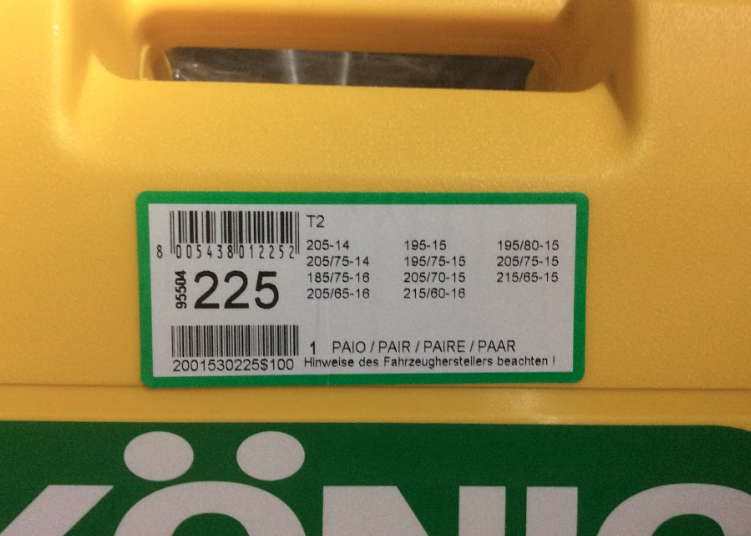 T2
205-14 195-15 195/80-15
205/75-14 195/75-15 205/75-15
185/75-16 205/70-15 215/65-15
205/65-16 215/60-16
8 005438 012252
95504
225
1 PAIO / PAIR / PAIRE / PAAR
2001530225$100
Hinweise des Fahrzeugherstellers beachten !
KÖNIG